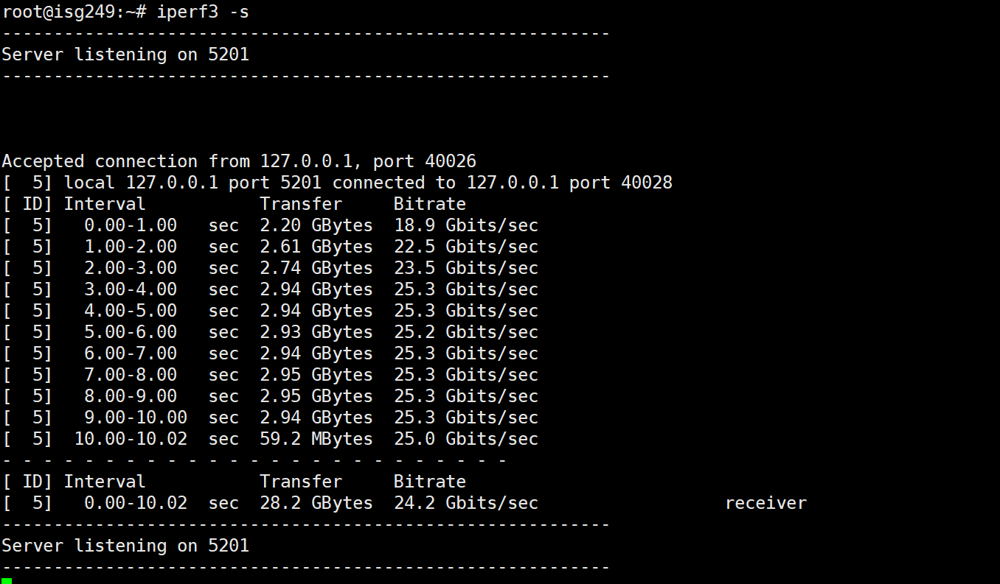 root@isg249:~# iperf3 -s
-----------------------------------------------------------
Server listening on 5201
-----------------------------------------------------------
Accepted connection from 127.0.0.1, port 40026
[  5] local 127.0.0.1 port 5201 connected to 127.0.0.1 port 40028
[ ID] Interval           Transfer     Bitrate
[  5]   0.00-1.00   sec  2.20 GBytes  18.9 Gbits/sec
[  5]   1.00-2.00   sec  2.61 GBytes  22.5 Gbits/sec
[  5]   2.00-3.00   sec  2.74 GBytes  23.5 Gbits/sec
[  5]   3.00-4.00   sec  2.94 GBytes  25.3 Gbits/sec
[  5]   4.00-5.00   sec  2.94 GBytes  25.3 Gbits/sec
[  5]   5.00-6.00   sec  2.93 GBytes  25.2 Gbits/sec
[  5]   6.00-7.00   sec  2.94 GBytes  25.3 Gbits/sec
[  5]   7.00-8.00   sec  2.95 GBytes  25.3 Gbits/sec
[  5]   8.00-9.00   sec  2.95 GBytes  25.3 Gbits/sec
[  5]   9.00-10.00  sec  2.94 GBytes  25.3 Gbits/sec
[  5]  10.00-10.02  sec  59.2 MBytes  25.0 Gbits/sec
- - - - - - - - - - - - - - - - - - - - - - - - -
[ ID] Interval           Transfer     Bitrate
[  5]   0.00-10.02  sec  28.2 GBytes  24.2 Gbits/sec                  receiver
-----------------------------------------------------------
Server listening on 5201
-----------------------------------------------------------